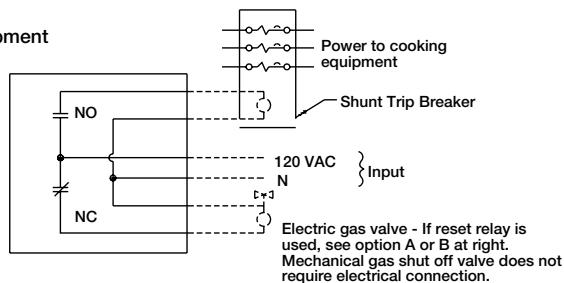 pment
Power to cooking
equipment
Shunt Trip Breaker
NO
120 VAC
N
Input
NC
Electric gas valve - If reset relay is
used, see option A or B at right.
Mechanical gas shut off valve does not
require electrical connection.